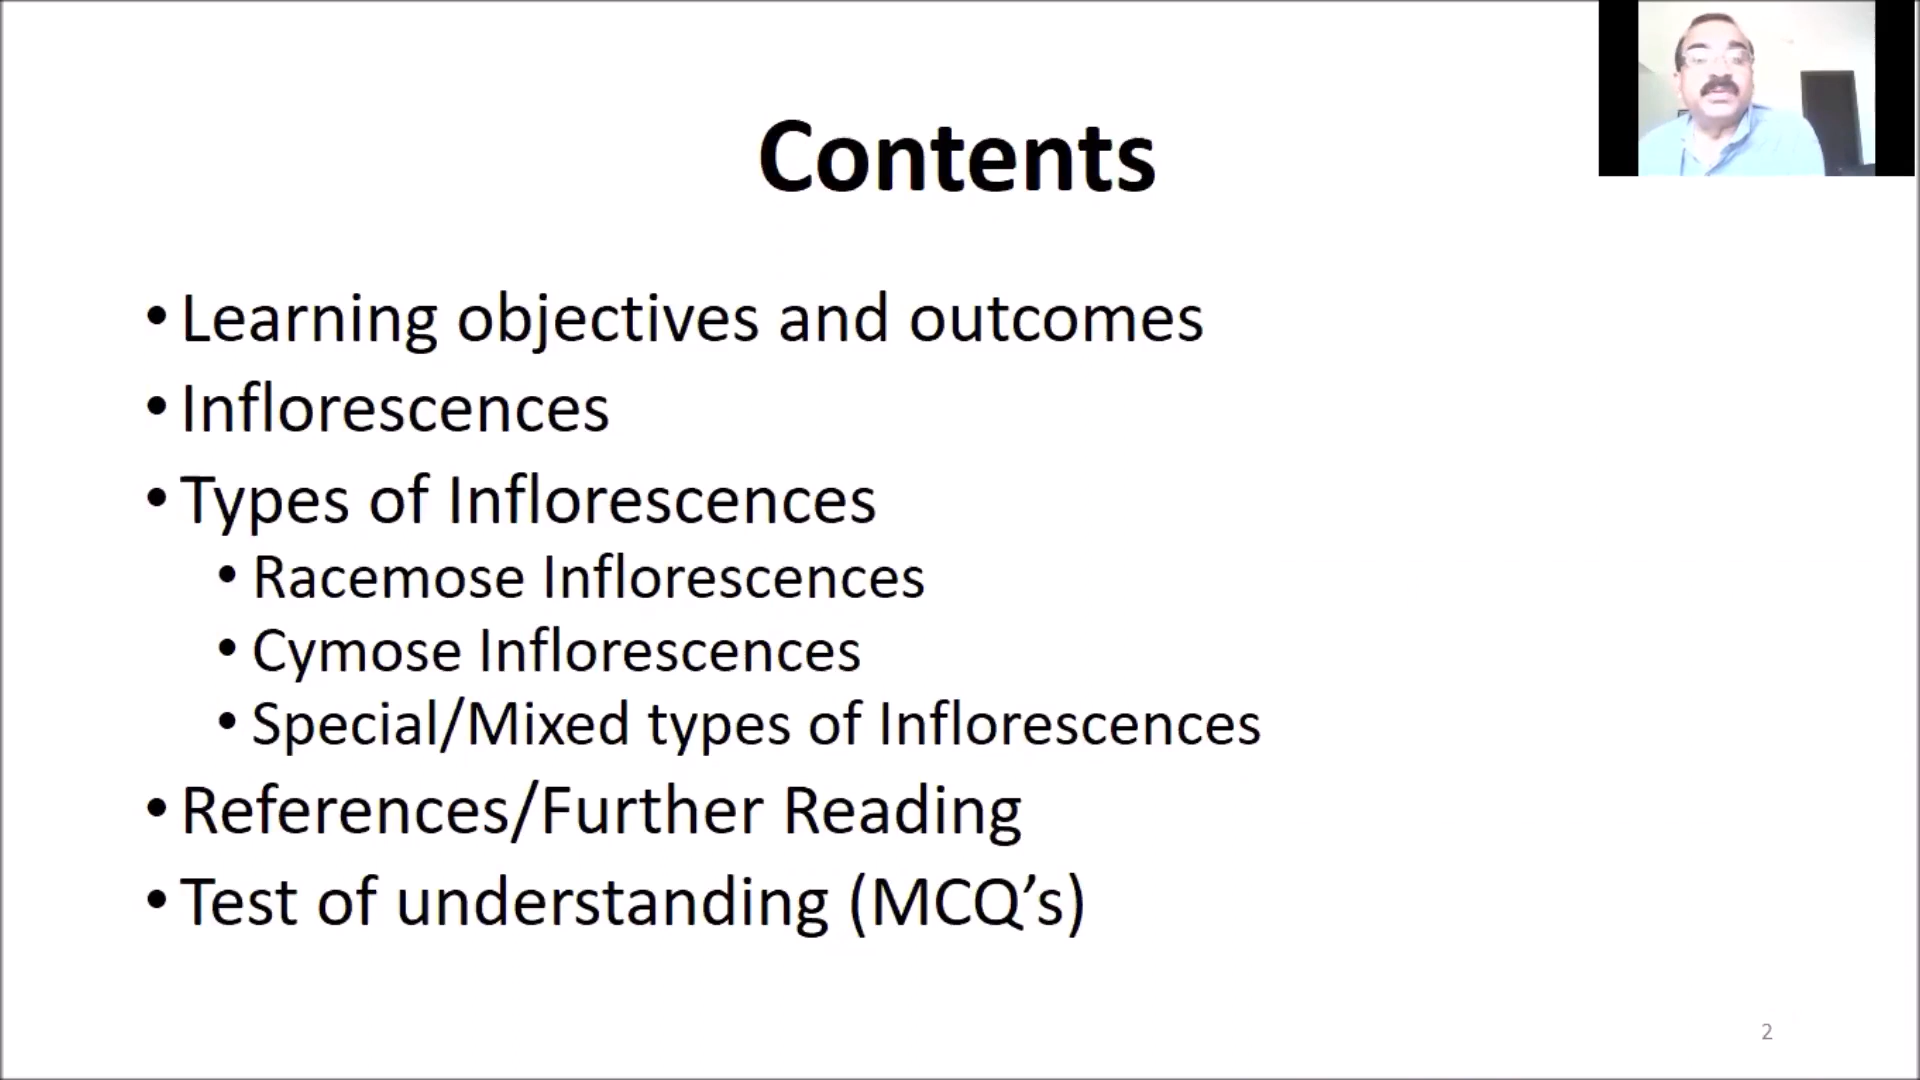 Contents
• Learning objectives and outcomes
• Inflorescences
• Types of Inflorescences
• Racemose Inflorescences
• Cymose Inflorescences
• Special/Mixed types of Inflorescences
• References/Further Reading
• Test of understanding (MCQ’s)
2